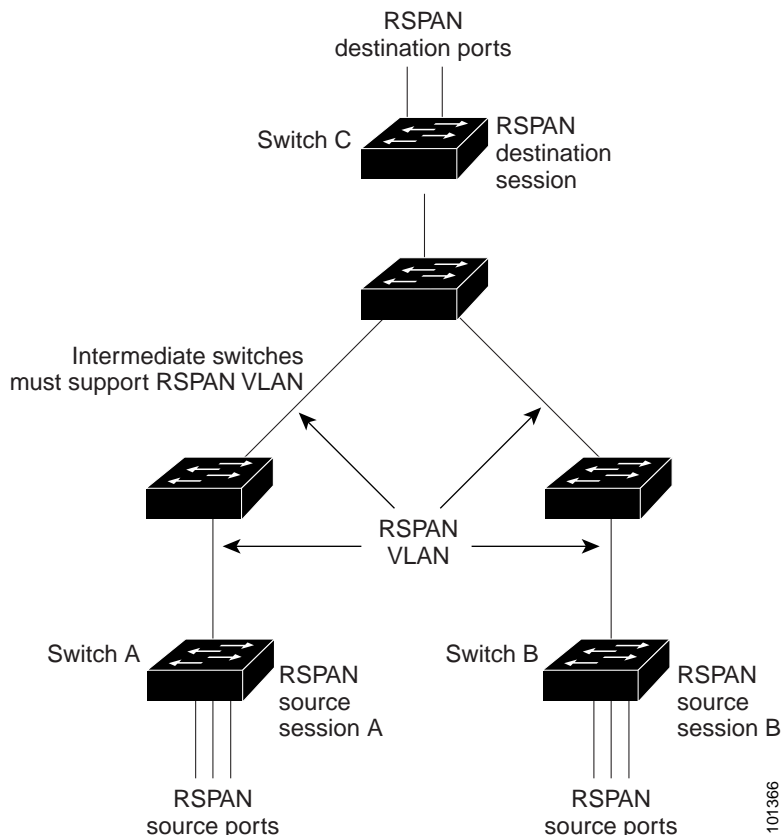 RSPAN
destination ports
Switch C
RSPAN
destination
session
Intermediate switches
must support RSPAN VLAN
RSPAN
VLAN
Switch A
RSPAN
source
session A
Switch B
RSPAN
source
session B
RSPAN
source ports
RSPAN
source ports
101366